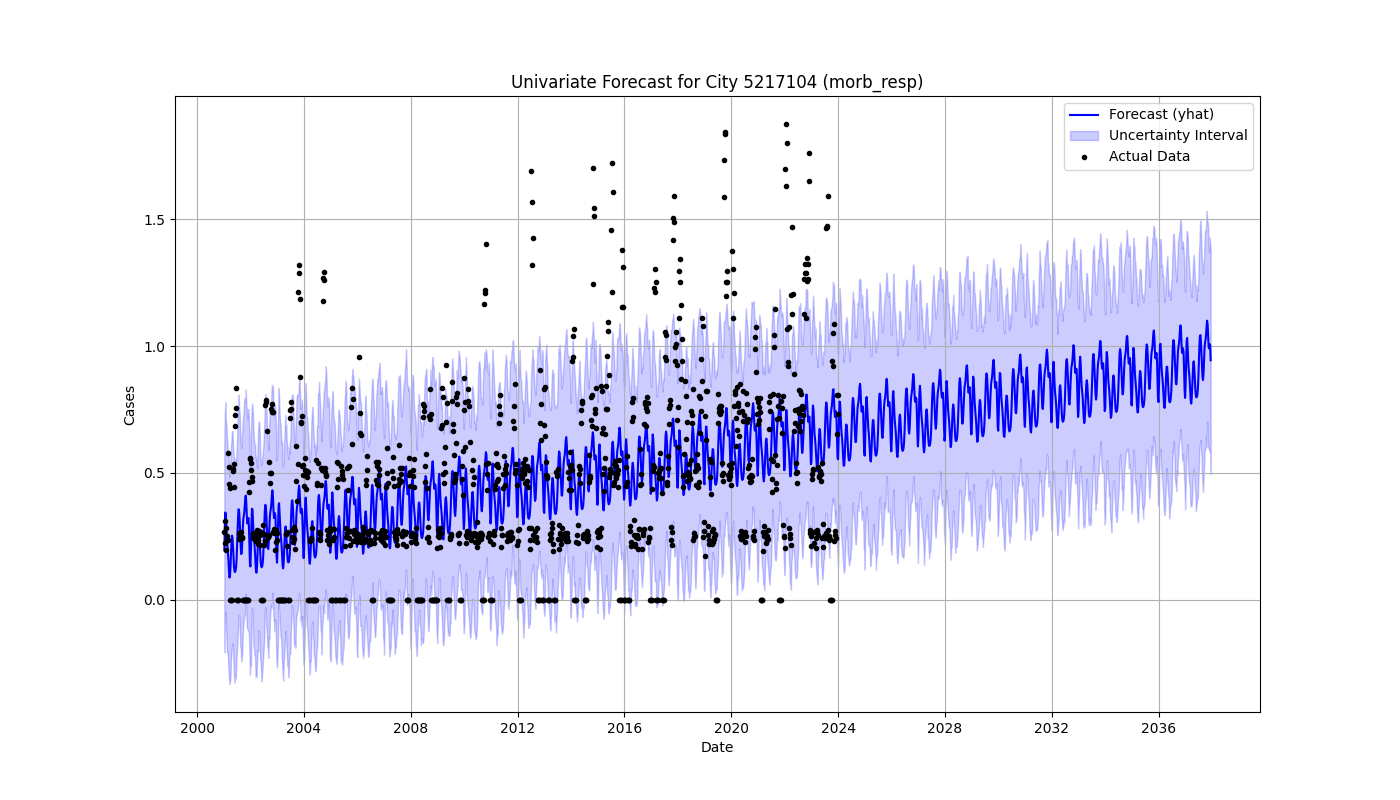 Univariate Forecast for City 5217104 (morb_resp)
Forecast (yhat)
Uncertainty Interval
Actual Data
Cases
1.5
1.0
0.5
0.0
2000 2004 2008 2012 2016 2020 2024 2028 2032 2036
Date